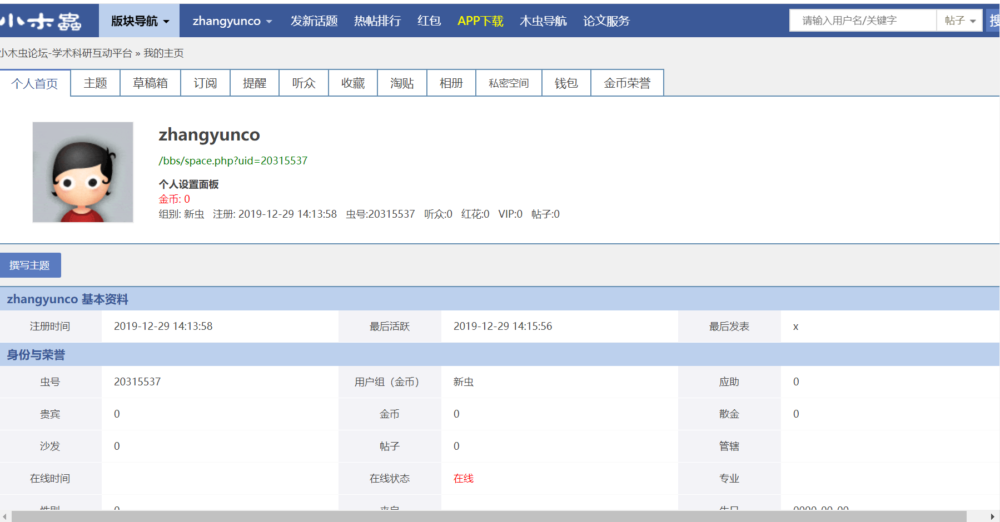 小木蟲 版块导航 zhangyunco 发新话题 热帖排行 红包 APP下载 木虫导航 论文服务 请输入用户名/关键字 帖子 搜
小木虫论坛-学术科研互动平台 » 我的主页
个人首页 主题 草稿箱 订阅 提醒 听众 收藏 淘贴 相册 私密空间 钱包 金币荣誉
zhangyunco
/bbs/space.php?uid=20315537
个人设置面板
金币: 0
组别: 新虫 注册: 2019-12-29 14:13:58 虫号:20315537 听众:0 红花:0 VIP:0 帖子:0
撰写主题
zhangyunco 基本资料
注册时间 2019-12-29 14:13:58 最后活跃 2019-12-29 14:15:56 最后发表 x
身份与荣誉
虫号 20315537 用户组（金币） 新虫 应助 0
贵宾 0 金币 0 散金 0
沙发 0 帖子 0 管辖
在线时间 在线状态 在线 专业
性别 0 来自 生日 0000-00-00